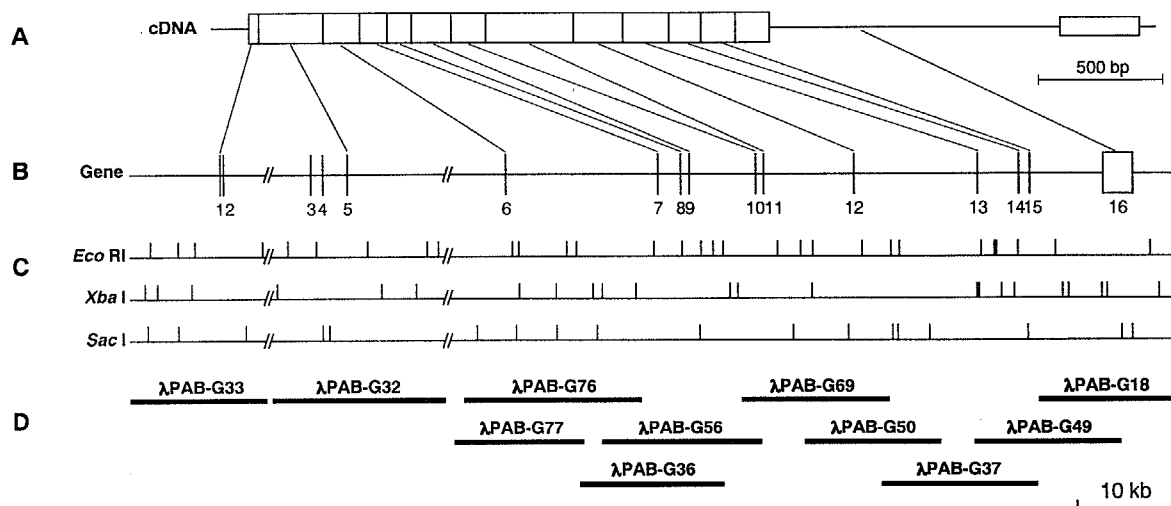 A cDNA
500 bp
B Gene
1 2 3 4 5 6 7 8 9 10 11 12 13 14 15 16
C Eco RI
Xba I
Sac I
D
λPAB-G33 λPAB-G32 λPAB-G76 λPAB-G69 λPAB-G18
λPAB-G77 λPAB-G56 λPAB-G50 λPAB-G49
λPAB-G36 λPAB-G37
10 kb